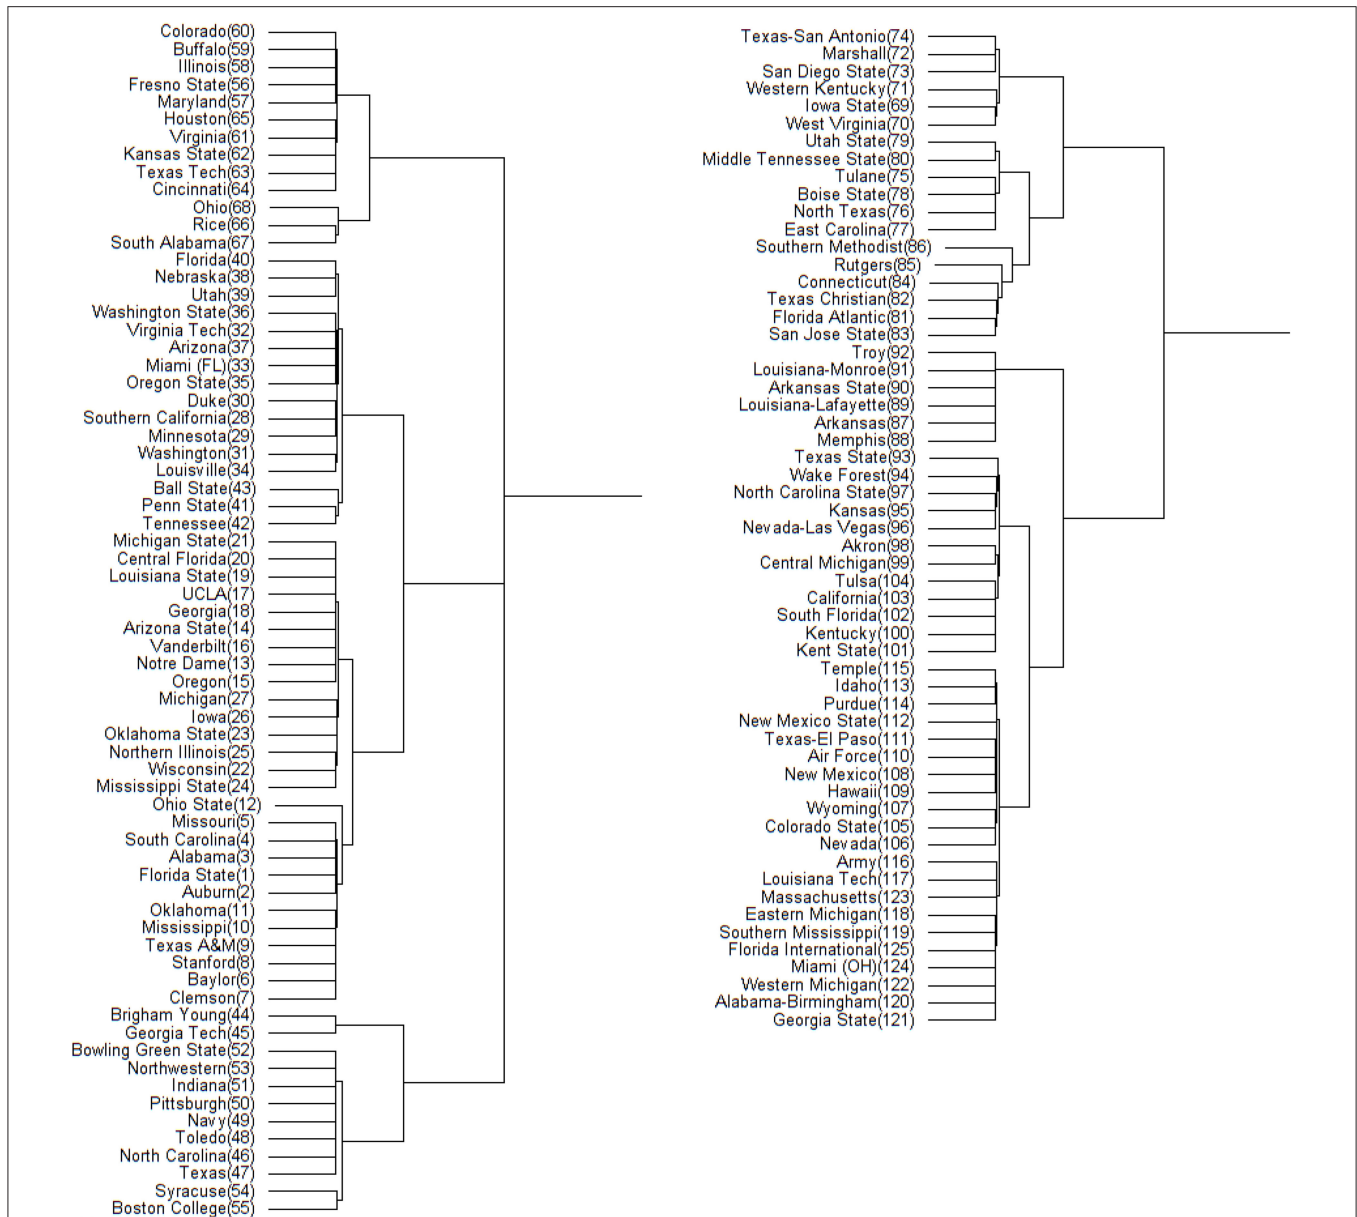 Colorado(60)
Buffalo(59)
Illinois(58)
Fresno State(56)
Maryland(57)
Houston(65)
Virginia(61)
Kansas State(62)
Texas Tech(63)
Cincinnati(64)
Ohio(68)
Rice(66)
South Alabama(67)
Florida(40)
Nebraska(38)
Utah(39)
Washington State(36)
Virginia Tech(32)
Arizona(37)
Miami (FL)(33)
Oregon State(35)
Duke(30)
Southern California(28)
Minnesota(29)
Washington(31)
Louisville(34)
Ball State(43)
Penn State(41)
Tennessee(42)
Michigan State(21)
Central Florida(20)
Louisiana State(19)
UCLA(17)
Georgia(18)
Arizona State(14)
Vanderbilt(16)
Notre Dame(13)
Oregon(15)
Michigan(27)
Iowa(26)
Oklahoma State(23)
Northern Illinois(25)
Wisconsin(22)
Mississippi State(24)
Ohio State(12)
Missouri(5)
South Carolina(4)
Alabama(3)
Florida State(1)
Auburn(2)
Oklahoma(11)
Mississippi(10)
Texas A&M(9)
Stanford(8)
Baylor(6)
Clemson(7)
Brigham Young(44)
Georgia Tech(45)
Bowling Green State(52)
Northwestern(53)
Indiana(51)
Pittsburgh(50)
Navy(49)
Toledo(48)
North Carolina(46)
Texas(47)
Syracuse(54)
Boston College(55)
Texas-San Antonio(74)
Marshall(72)
San Diego State(73)
Western Kentucky(71)
Iowa State(69)
West Virginia(70)
Utah State(79)
Middle Tennessee State(80)
Tulane(75)
Boise State(78)
North Texas(76)
East Carolina(77)
Southern Methodist(86)
Rutgers(85)
Connecticut(84)
Texas Christian(82)
Florida Atlantic(81)
San Jose State(83)
Troy(92)
Louisiana-Monroe(91)
Arkansas State(90)
Louisiana-Lafayette(89)
Arkansas(87)
Memphis(88)
Texas State(93)
Wake Forest(94)
North Carolina State(97)
Kansas(95)
Nevada-Las Vegas(96)
Akron(98)
Central Michigan(99)
Tulsa(104)
California(103)
South Florida(102)
Kentucky(100)
Kent State(101)
Temple(115)
Idaho(113)
Purdue(114)
New Mexico State(112)
Texas-El Paso(111)
Air Force(110)
New Mexico(108)
Hawaii(109)
Wyoming(107)
Colorado State(105)
Nevada(106)
Army(116)
Louisiana Tech(117)
Massachusetts(123)
Eastern Michigan(118)
Southern Mississippi(119)
Florida International(125)
Miami (OH)(124)
Western Michigan(122)
Alabama-Birmingham(120)
Georgia State(121)